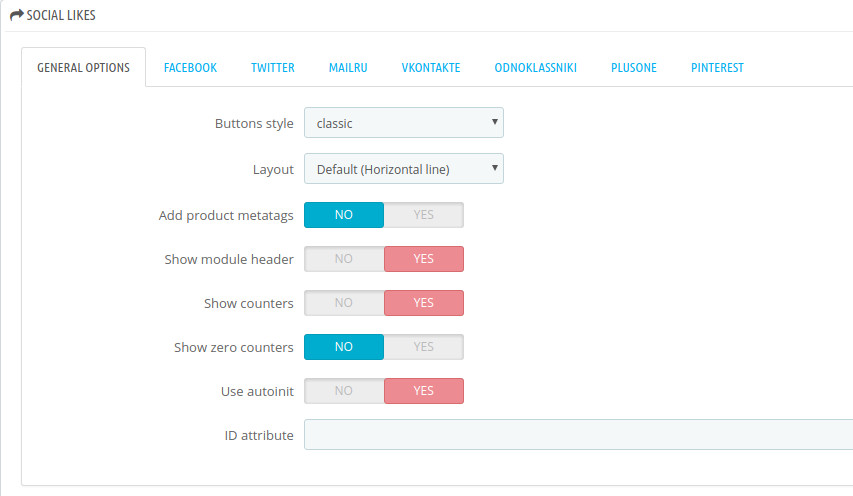 SOCIAL LIKES
GENERAL OPTIONS FACEBOOK TWITTER MAILRU VKONTAKTE ODNOKLASSNIKI PLUSONE PINTEREST
Buttons style classic
Layout Default (Horizontal line)
Add product metatags NO YES
Show module header NO YES
Show counters NO YES
Show zero counters NO YES
Use autoinit NO YES
ID attribute